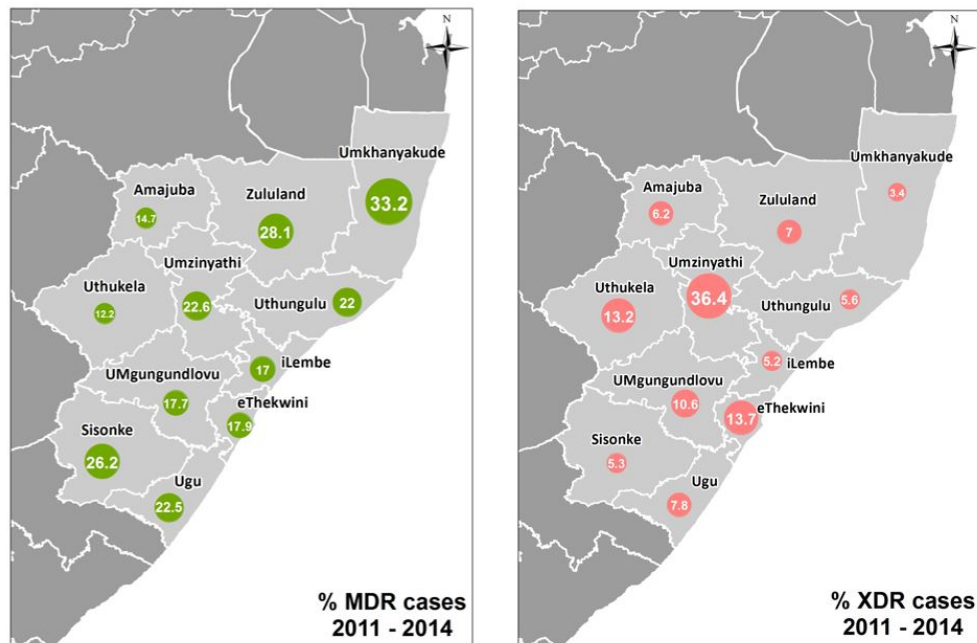 N
Umkhanyakude
33.2
Amajuba
14.7
Zululand
28.1
Umzinyathi
22.6
Uthukela
12.2
Uthungulu
22
iLembe
17
UMgungundlovu
17.7
eThekwini
17.9
Sisonke
26.2
Ugu
22.5
% MDR cases
2011 - 2014
N
Umkhanyakude
3.4
Amajuba
6.2
Zululand
7
Umzinyathi
36.4
Uthukela
13.2
Uthungulu
5.6
5.2
iLembe
UMgungundlovu
10.6
eThekwini
13.7
Sisonke
5.3
Ugu
7.8
% XDR cases
2011 - 2014